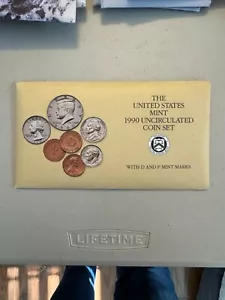 THE
UNITED STATES
MINT
1990 UNCIRCULATED
COIN SET
WITH D AND P MINT MARKS
LIFETIME